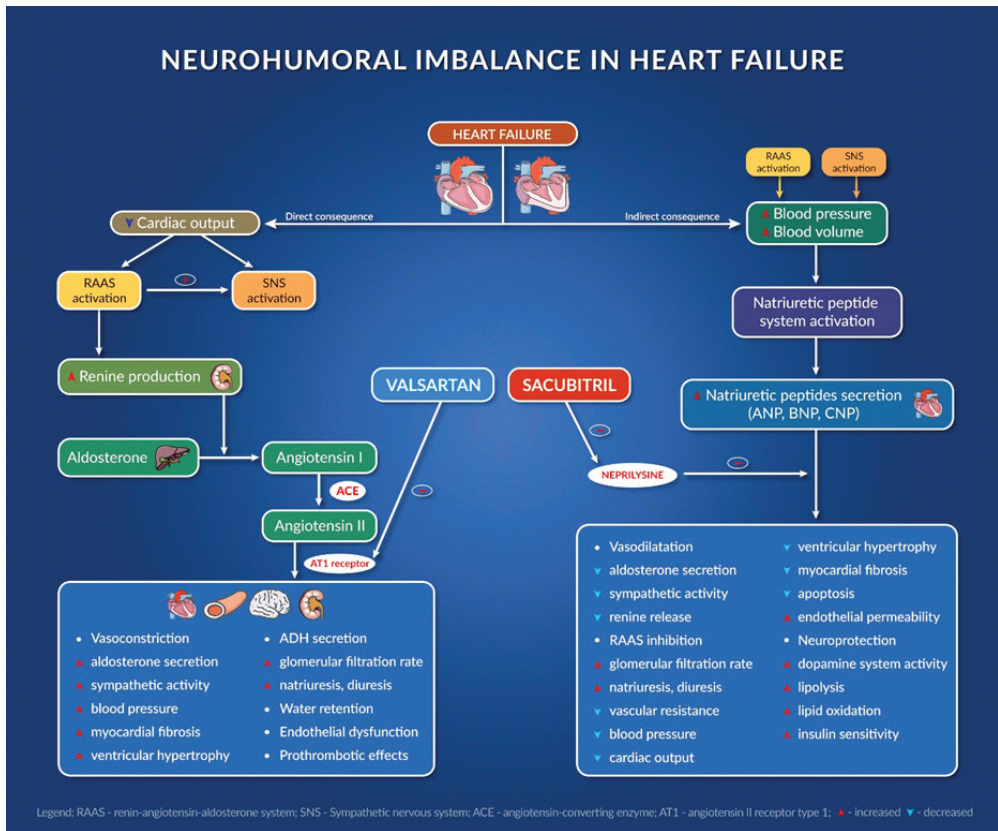 NEUROHUMORAL IMBALANCE IN HEART FAILURE
HEART FAILURE
RAAS
activation
SNS
activation
Direct consequence
Indirect consequence
Cardiac output
Blood pressure
Blood volume
RAAS
activation
SNS
activation
Natriuretic peptide
system activation
Renine production
VALSARTAN
SACUBITRIL
Natriuretic peptides secretion
(ANP, BNP, CNP)
Aldosterone
Angiotensin I
ACE
NEPRILYSINE
Angiotensin II
AT1 receptor
• Vasoconstriction
aldosterone secretion
sympathetic activity
blood pressure
myocardial fibrosis
ventricular hypertrophy
• ADH secretion
glomerular filtration rate
natriuresis, diuresis
• Water retention
• Endothelial dysfunction
• Prothrombotic effects
• Vasodilatation
aldosterone secretion
sympathetic activity
renine release
• RAAS inhibition
glomerular filtration rate
natriuresis, diuresis
vascular resistance
blood pressure
cardiac output
ventricular hypertrophy
myocardial fibrosis
apoptosis
endothelial permeability
• Neuroprotection
dopamine system activity
lipolysis
lipid oxidation
insulin sensitivity
Legend: RAAS - renin-angiotensin-aldosterone system; SNS - Sympathetic nervous system; ACE - angiotensin-converting enzyme; AT1 - angiotensin II receptor type 1; - increased - decreased